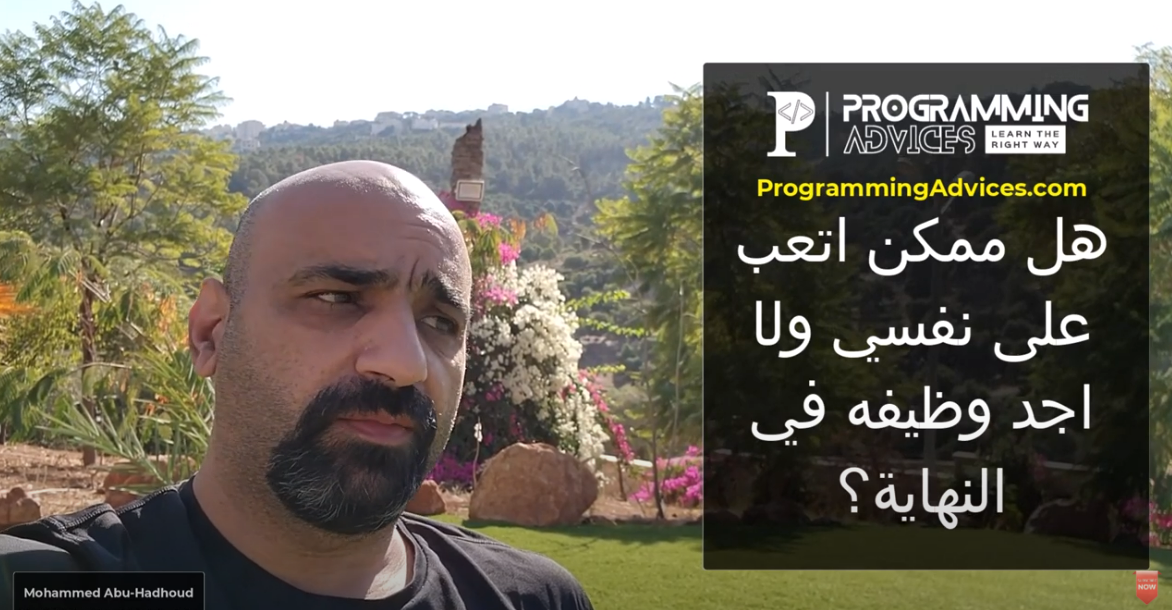 PROGRAMMING
ADVICES
LEARN THE
RIGHT WAY
ProgrammingAdvices.com
هل ممكن اتعب
على نفسي ولا
اجد وظيفه في
النهاية؟
Mohammed Abu-Hadhoud
NOW